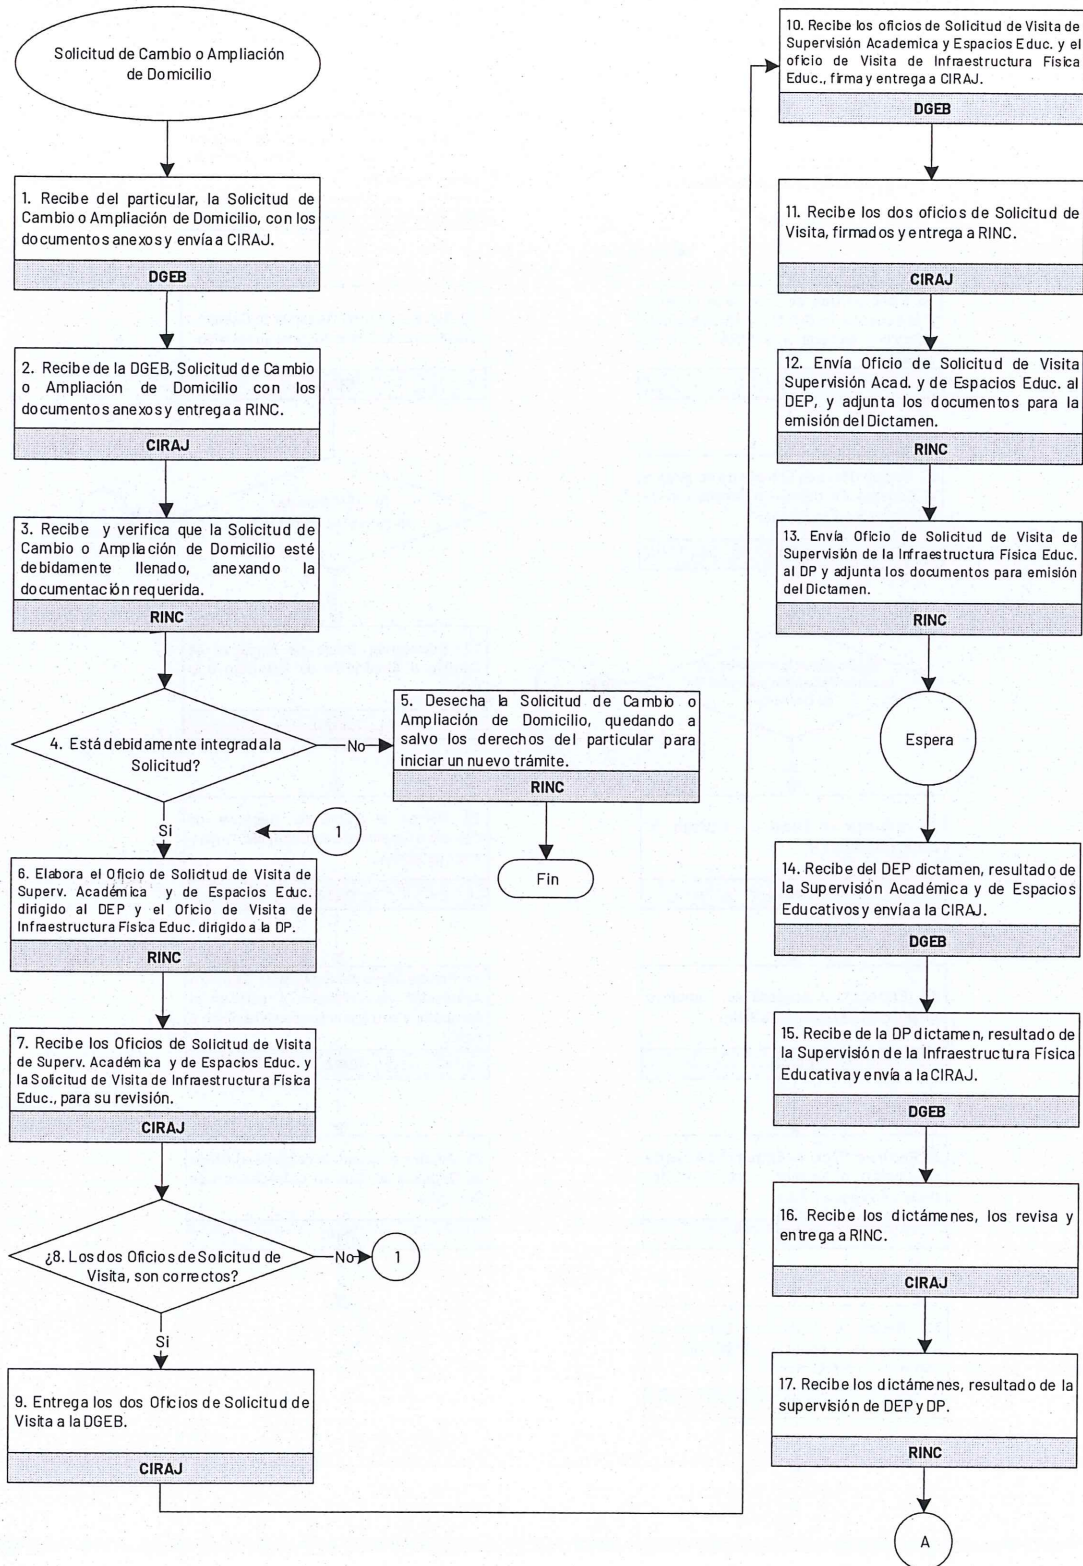 Solicitud de Cambio o Ampliación
de Domicilio
1. Recibe del particular, la Solicitud de
Cambio o Ampliación de Domicilio, con los
documentos anexos y envía a CIRAJ.
DGEB
2. Recibe de la DGEB, Solicitud de Cambio
o Ampliación de Domicilio con los
documentos anexos y entrega a RINC.
CIRAJ
3. Recibe y verifica que la Solicitud de
Cambio o Ampliación de Domicilio esté
debidamente llenado, anexando la
documentación requerida.
RINC
4. Está debidamente integrada la
Solicitud?
No
5. Desecha la Solicitud de Cambio o
Ampliación de Domicilio, quedando a
salvo los derechos del particular para
iniciar un nuevo trámite.
RINC
Fin
Si
1
6. Elabora el Oficio de Solicitud de Visita de
Superv. Académica y de Espacios Educ.
dirigido al DEP y el Oficio de Visita de
Infraestructura Física Educ. dirigido a la DP.
RINC
7. Recibe los Oficios de Solicitud de Visita
de Superv. Académica y de Espacios Educ. y
la Solicitud de Visita de Infraestructura Física
Educ., para su revisión.
CIRAJ
¿8. Los dos Oficios de Solicitud de
Visita, son correctos?
No
1
Si
9. Entrega los dos Oficios de Solicitud de
Visita a la DGEB.
CIRAJ
10. Recibe los oficios de Solicitud de Visita de
Supervisión Academica y Espacios Educ. y el
oficio de Visita de Infraestructura Física
Educ., firma y entrega a CIRAJ.
DGEB
11. Recibe los dos oficios de Solicitud de
Visita, firmados y entrega a RINC.
CIRAJ
12. Envía Oficio de Solicitud de Visita
Supervisión Acad. y de Espacios Educ. al
DEP, y adjunta los documentos para la
emisión del Dictamen.
RINC
13. Envía Oficio de Solicitud de Visita de
Supervisión de la Infraestructura Física Educ.
al DP y adjunta los documentos para emisión
del Dictamen.
RINC
Espera
14. Recibe del DEP dictamen, resultado de
la Supervisión Académica y de Espacios
Educativos y envía a la CIRAJ.
DGEB
15. Recibe de la DP dictamen, resultado de
la Supervisión de la Infraestructura Física
Educativa y envía a la CIRAJ.
DGEB
16. Recibe los dictámenes, los revisa y
entrega a RINC.
CIRAJ
17. Recibe los dictámenes, resultado de la
supervisión de DEP y DP.
RINC
A